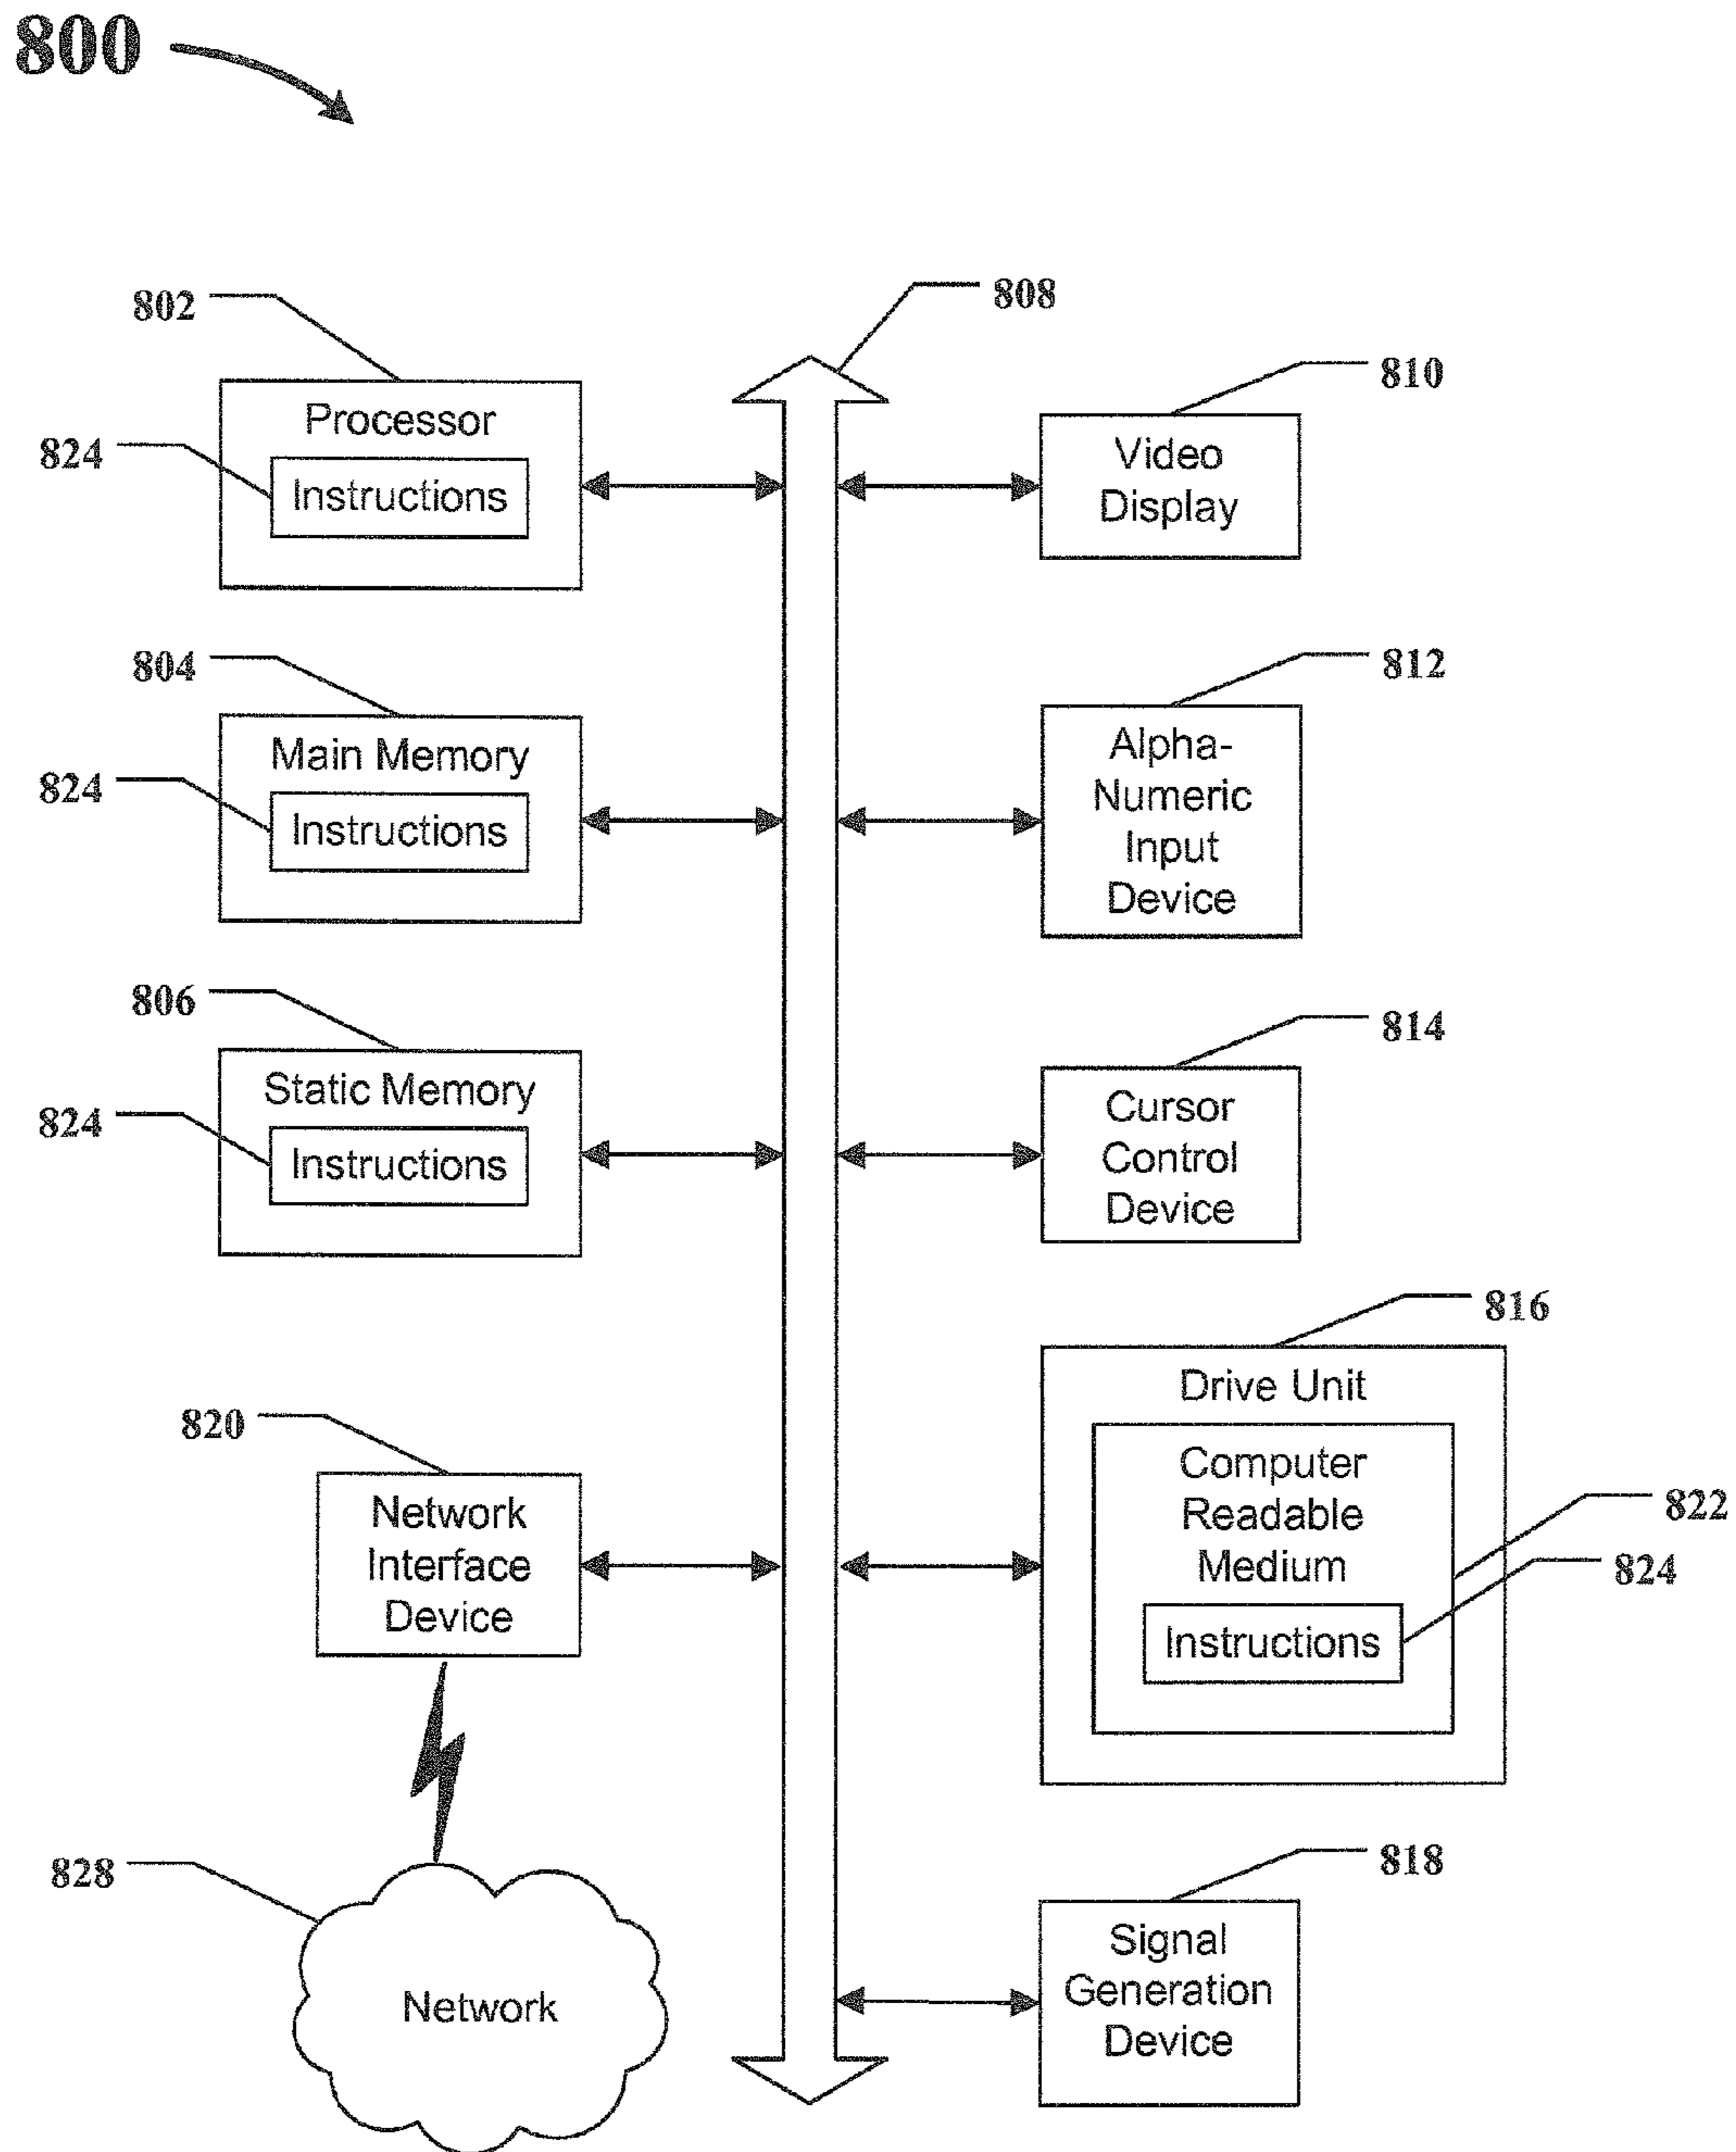 800
802
808
810
Processor
824
Instructions
Video
Display
804
812
Main Memory
824
Instructions
Alpha-
Numeric
Input
Device
806
814
Static Memory
824
Instructions
Cursor
Control
Device
816
Drive Unit
820
Network
Interface
Device
Computer
Readable
Medium
822
824
Instructions
828
Network
818
Signal
Generation
Device